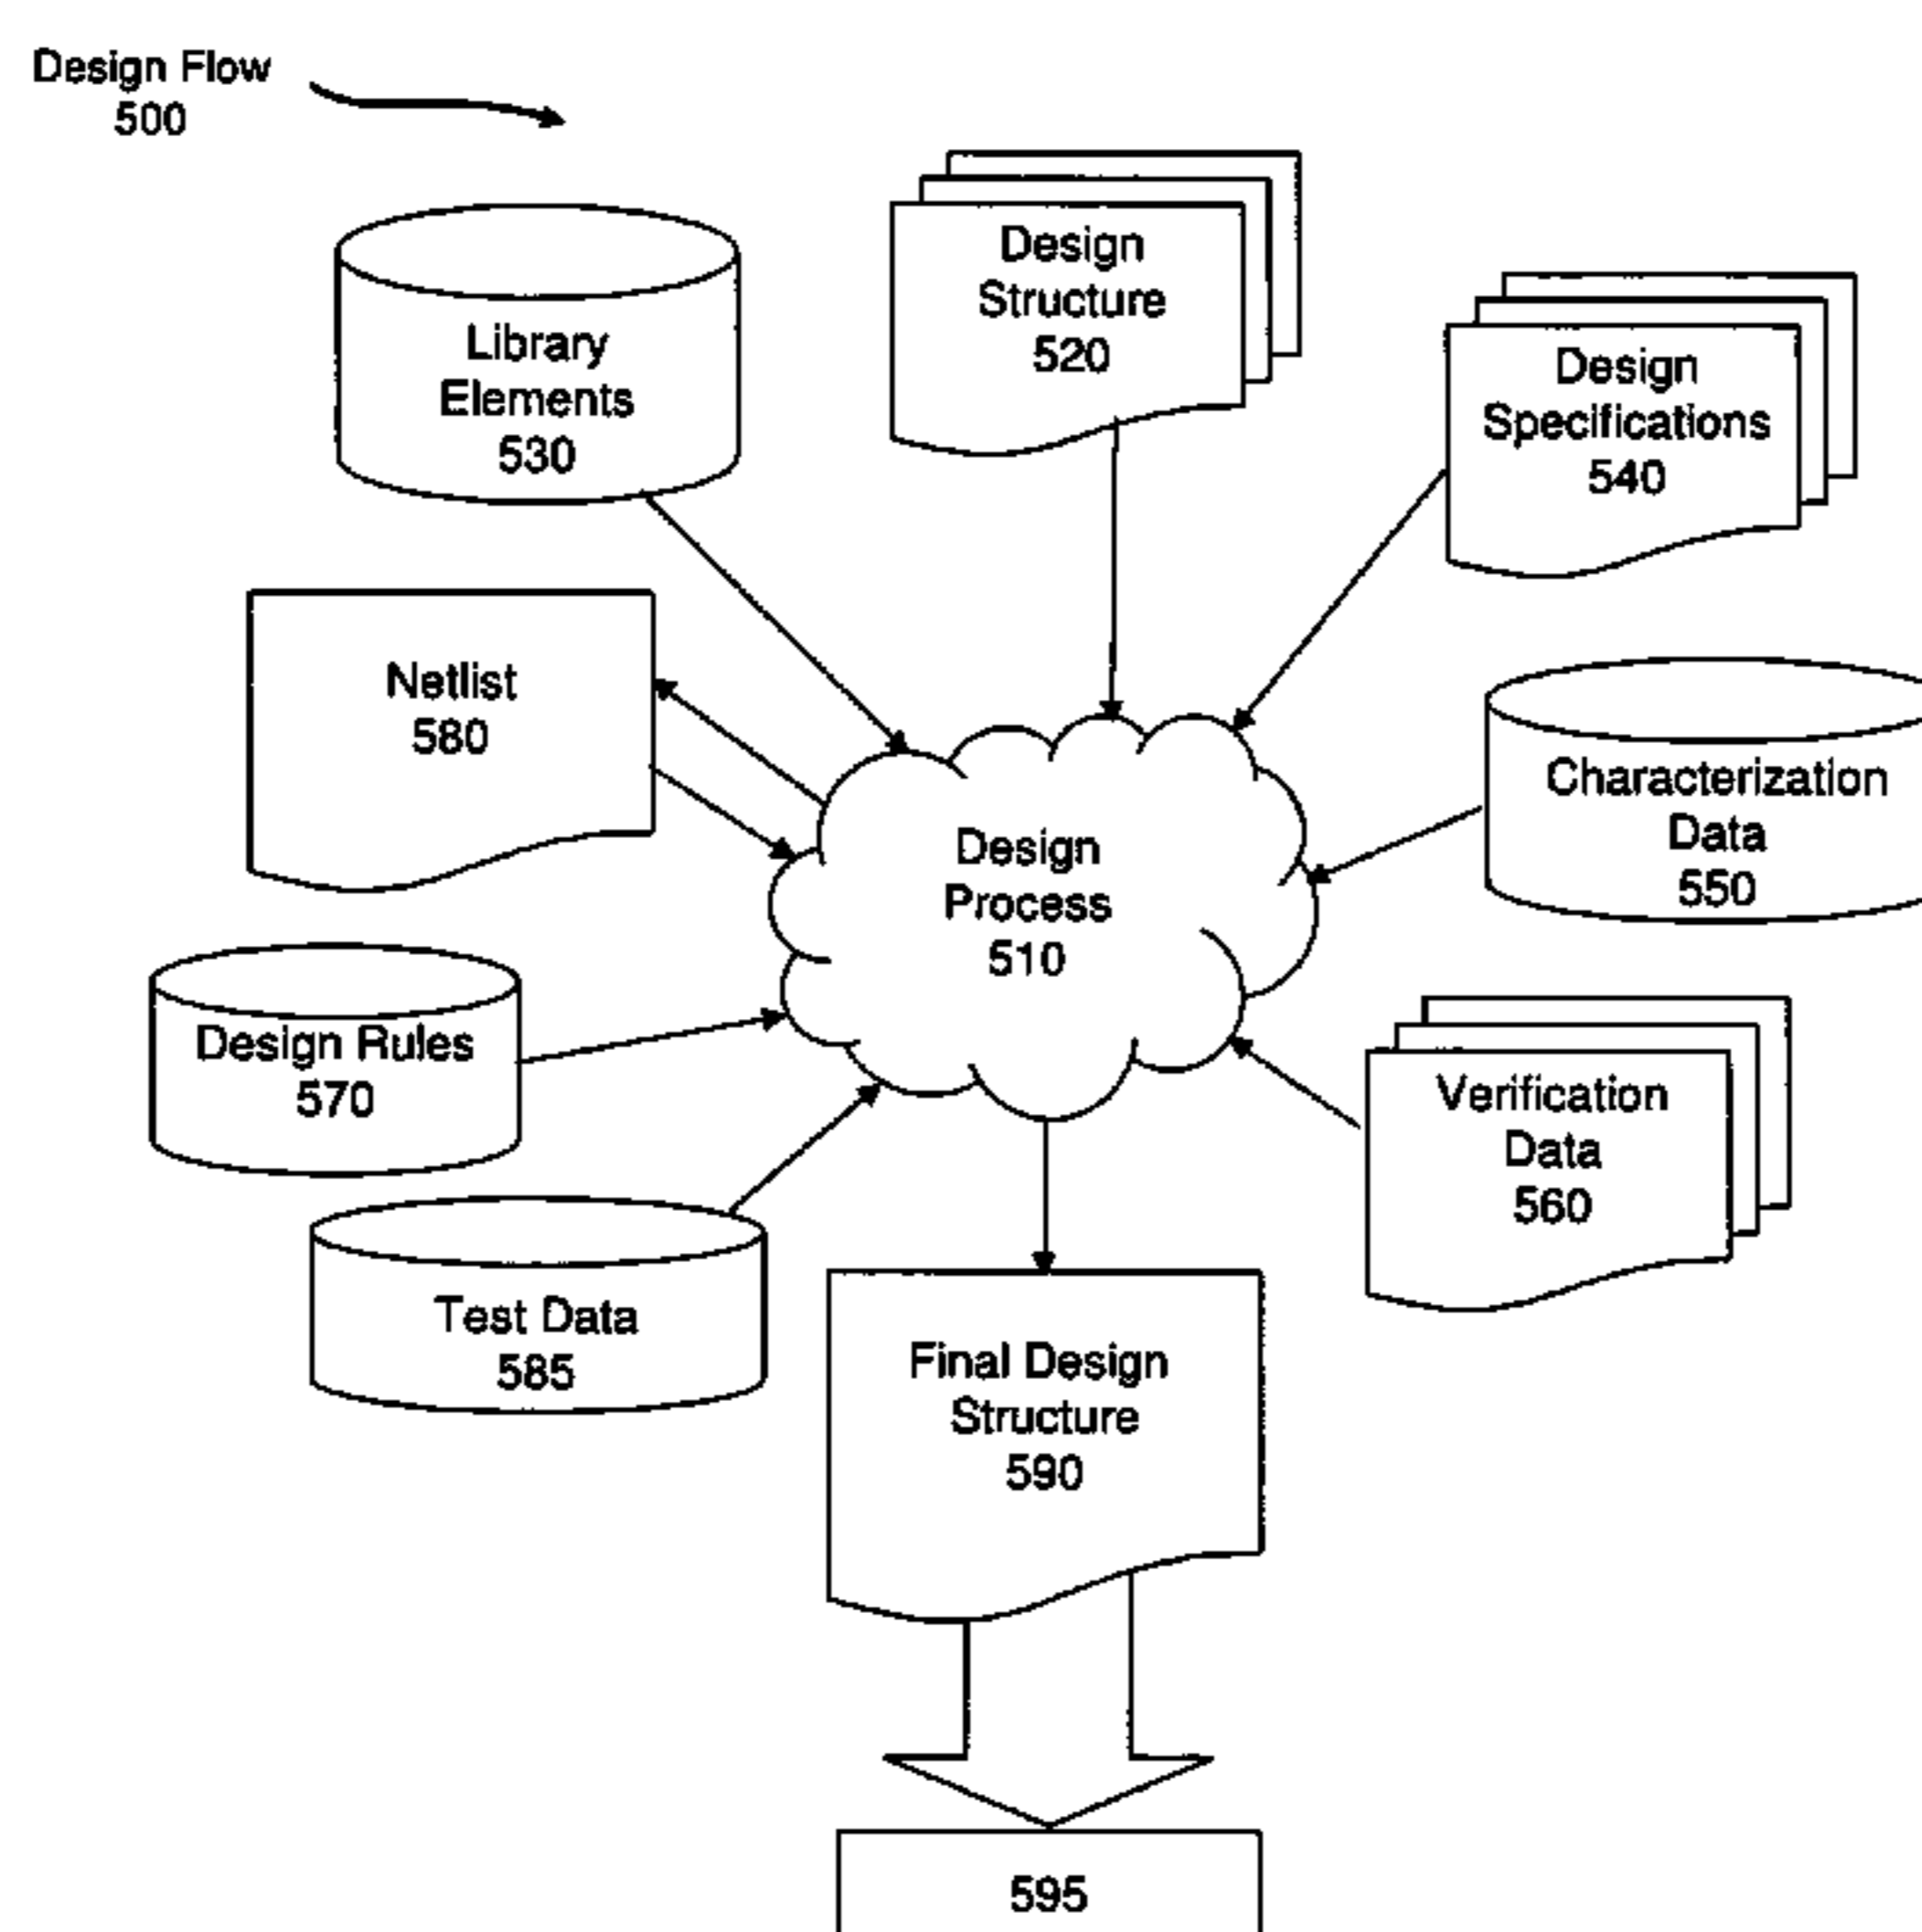 Design Flow
500
Design
Structure
520
Library
Elements
530
Design
Specifications
540
Netlist
580
Characterization
Data
550
Design
Process
510
Design Rules
570
Verification
Data
560
Test Data
585
Final Design
Structure
590
595